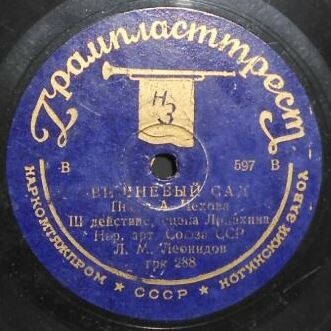 Грампласттрест
Н
З
В 597 В
ВИШНЕВЫЙ САД
Пьеса А. Чехова
III действие, сцена Лопахина
Нар. арт. Союза ССР
Л. М. Леонидов
грк 288
НАРКОМТЯЖПРОМ ★ СССР ★ НОГИНСКИЙ ЗАВОД